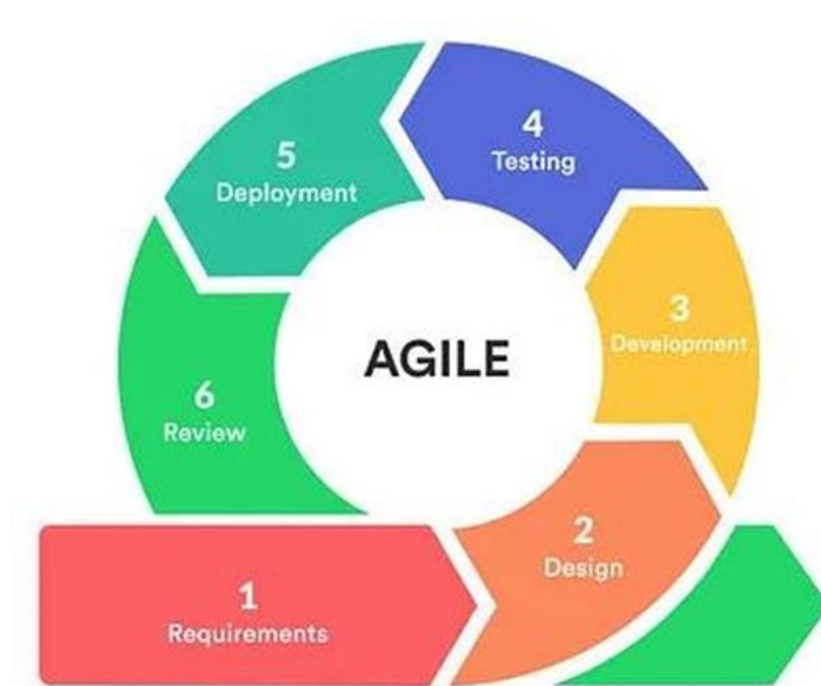 4
Testing
5
Deployment
3
Development
AGILE
6
Review
2
Design
1
Requirements